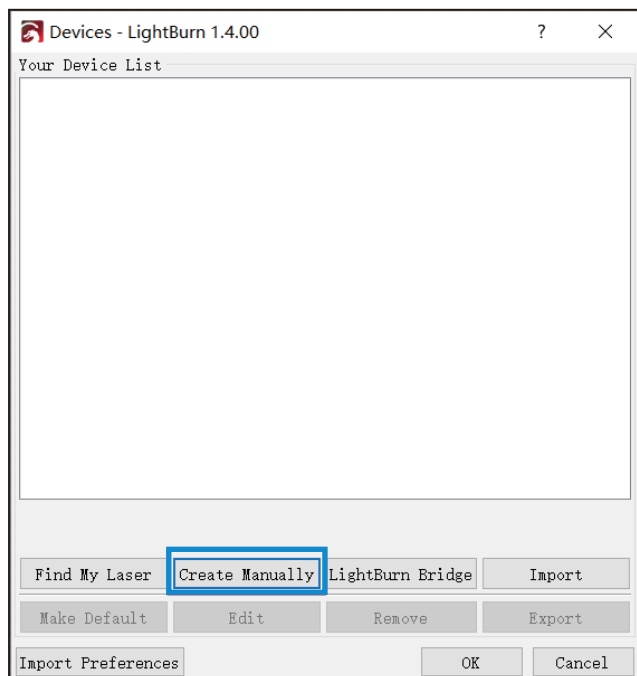 Devices - LightBurn 1.4.00 ?
Your Device List
Find My Laser Create Manually LightBurn Bridge Import
Make Default Edit Remove Export
Import Preferences OK Cancel